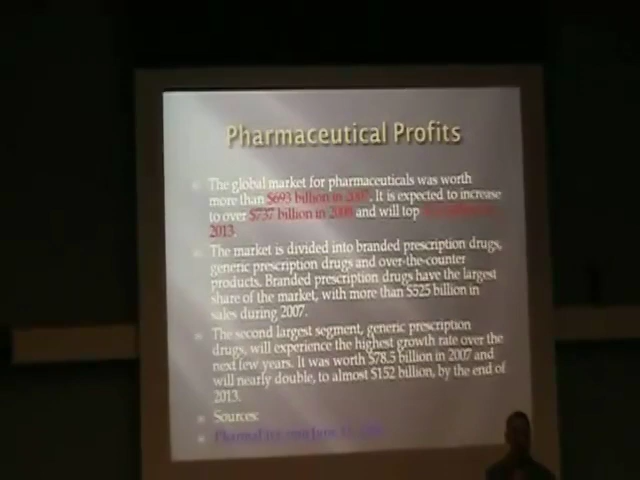 Pharmaceutical Profits
The global market for pharmaceuticals was worth
more than $693 billion in 2007. It is expected to increase
to over $737 billion in 2008 and will top
2013.
The market is divided into branded prescription drugs,
generic prescription drugs and over-the-counter
products. Branded prescription drugs have the largest
share of the market, with more than $525 billion in
sales during 2007.
The second largest segment, generic prescription
drugs, will experience the highest growth rate over the
next few years. It was worth $78.5 billion in 2007 and
will nearly double, to almost $152 billion, by the end of
2013.
Sources: